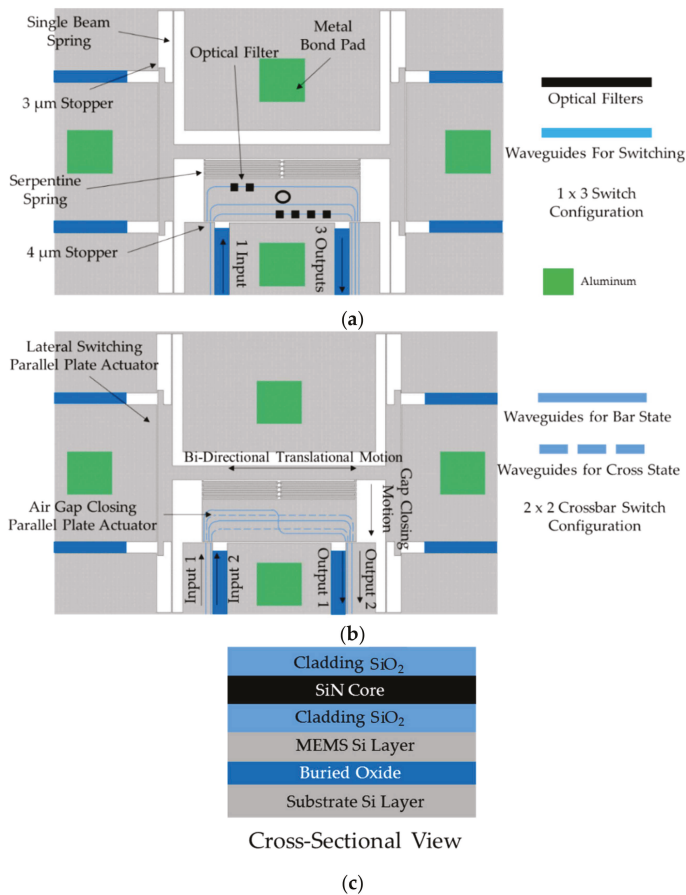 Single Beam
Spring
Metal
Bond Pad
Optical Filter
3 μm Stopper
Optical Filters
Waveguides For Switching
Serpentine
Spring
1 x 3 Switch
Configuration
4 μm Stopper
1 Input
3 Outputs
Aluminum
(a)
Lateral Switching
Parallel Plate Actuator
Waveguides for Bar State
Bi-Directional Translational Motion
Gap Closing
Motion
Waveguides for Cross State
Air Gap Closing
Parallel Plate Actuator
2 x 2 Crossbar Switch
Configuration
Input 1
Input 2
Output 1
Output 2
(b)
Cladding SiO₂
SiN Core
Cladding SiO₂
MEMS Si Layer
Buried Oxide
Substrate Si Layer
Cross-Sectional View
(c)